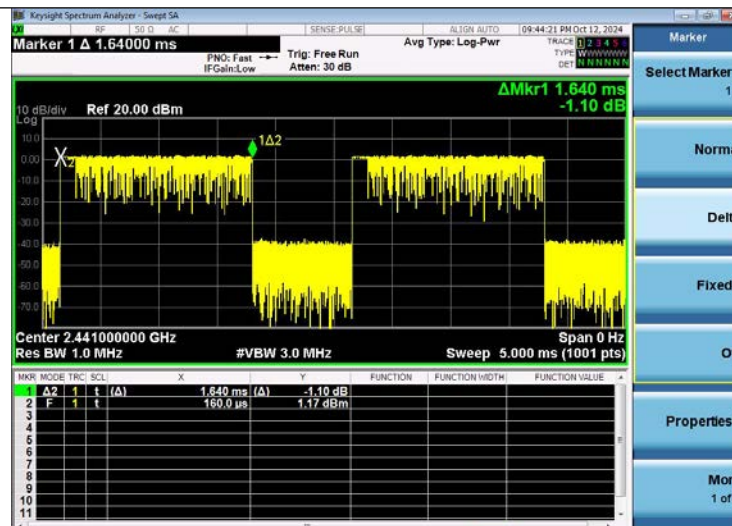 Keysight Spectrum Analyzer - Swept SA
RF 50 Ω AC SENSE:PULSE ALIGN AUTO 09:44:21 PM Oct 12, 2024
Marker 1 Δ 1.64000 ms
PNO: Fast Trig: Free Run Avg Type: Log-Pwr TRACE 1 2 3 4 5 6
IFGain:Low Atten: 30 dB TYPE WWWWWW
DET N N N N N N
ΔMkr1 1.640 ms
-1.10 dB
10 dB/div Ref 20.00 dBm
Log
10.0
0.00
-10.0
-20.0
-30.0
-40.0
-50.0
-60.0
-70.0
X2
1Δ2
Center 2.441000000 GHz Span 0 Hz
Res BW 1.0 MHz #VBW 3.0 MHz Sweep 5.000 ms (1001 pts)
MKR MODE TRC SCL X Y FUNCTION FUNCTION WIDTH FUNCTION VALUE
1 Δ2 1 t (Δ) 1.640 ms (Δ) -1.10 dB
2 F 1 t 160.0 µs 1.17 dBm
3
4
5
6
7
8
9
10
11
Marker
Select Marker
1
Norma
Delt
Fixed
O
Properties
Mor
1 of